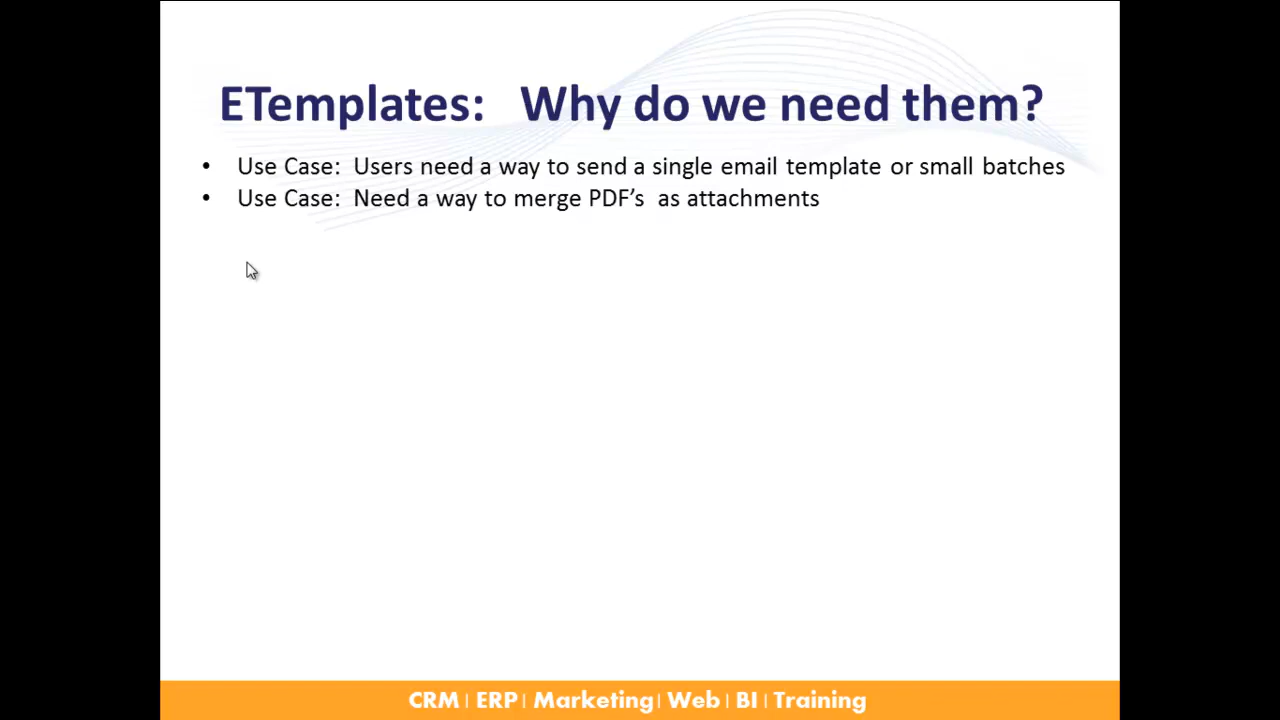 ETemplates: Why do we need them?
• Use Case: Users need a way to send a single email template or small batches
• Use Case: Need a way to merge PDF’s as attachments
CRM | ERP | Marketing | Web | BI | Training